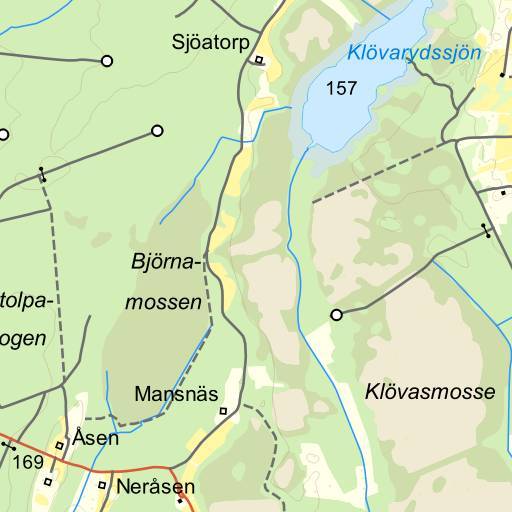 Sjöatorp
Klövarydssjön
157
Björna-
mossen
tolpa-
ogen
Mansnäs
Klövasmosse
Åsen
169
Neråsen